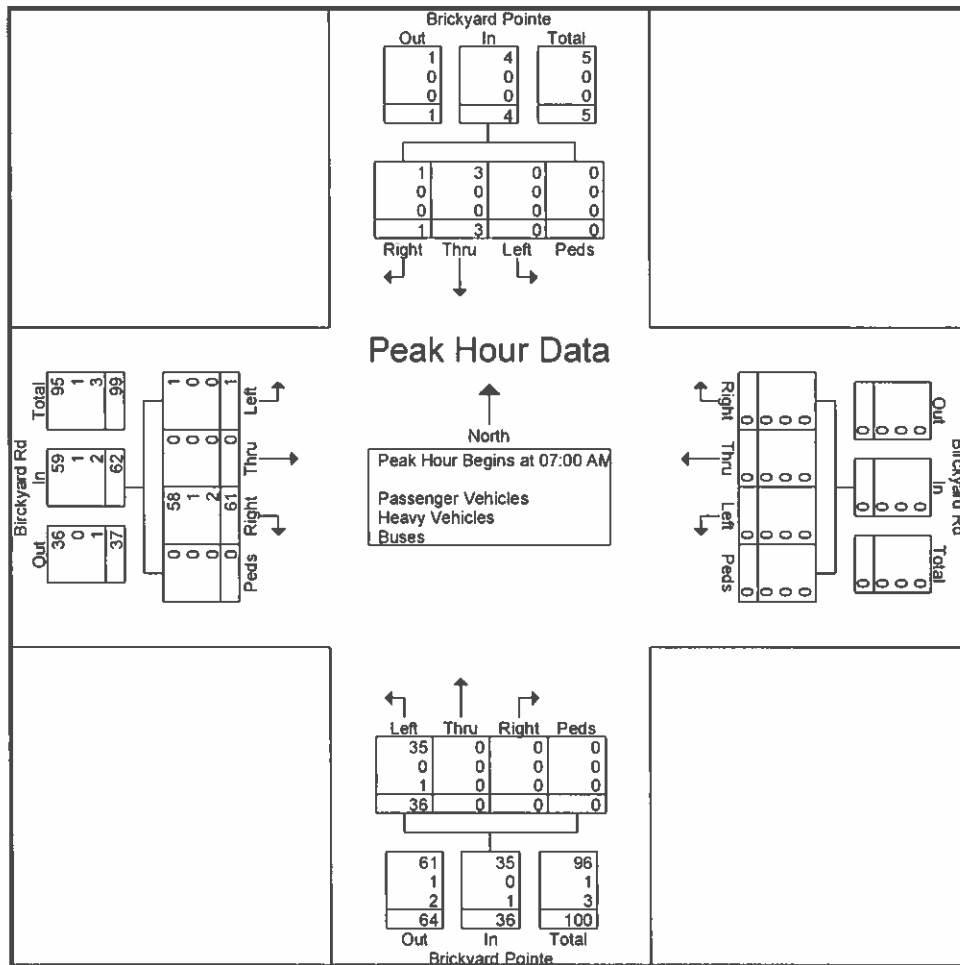 Brickyard Pointe
Out In Total
1 4 5
0 0 0
0 0 0
1 4 5
1 3 0 0
0 0 0 0
0 0 0 0
1 3 0 0
Right Thru Left Peds
Peak Hour Data
North
Peak Hour Begins at 07:00 AM
Passenger Vehicles
Heavy Vehicles
Buses
Birckyard Rd
Out In Total
36 59 95
0 1 1
1 2 3
37 62 99
Peds Right Thru Left
0 58 0 1
0 1 0 0
0 2 0 0
0 61 0 1
Birckyard Rd
Out In Total
0 0 0
0 0 0
0 0 0
0 0 0
Right Thru Left Peds
0 0 0 0
0 0 0 0
0 0 0 0
0 0 0 0
Left Thru Right Peds
35 0 0 0
0 0 0 0
1 0 0 0
36 0 0 0
61 35 96
1 0 1
2 1 3
64 36 100
Out In Total
Brickyard Pointe